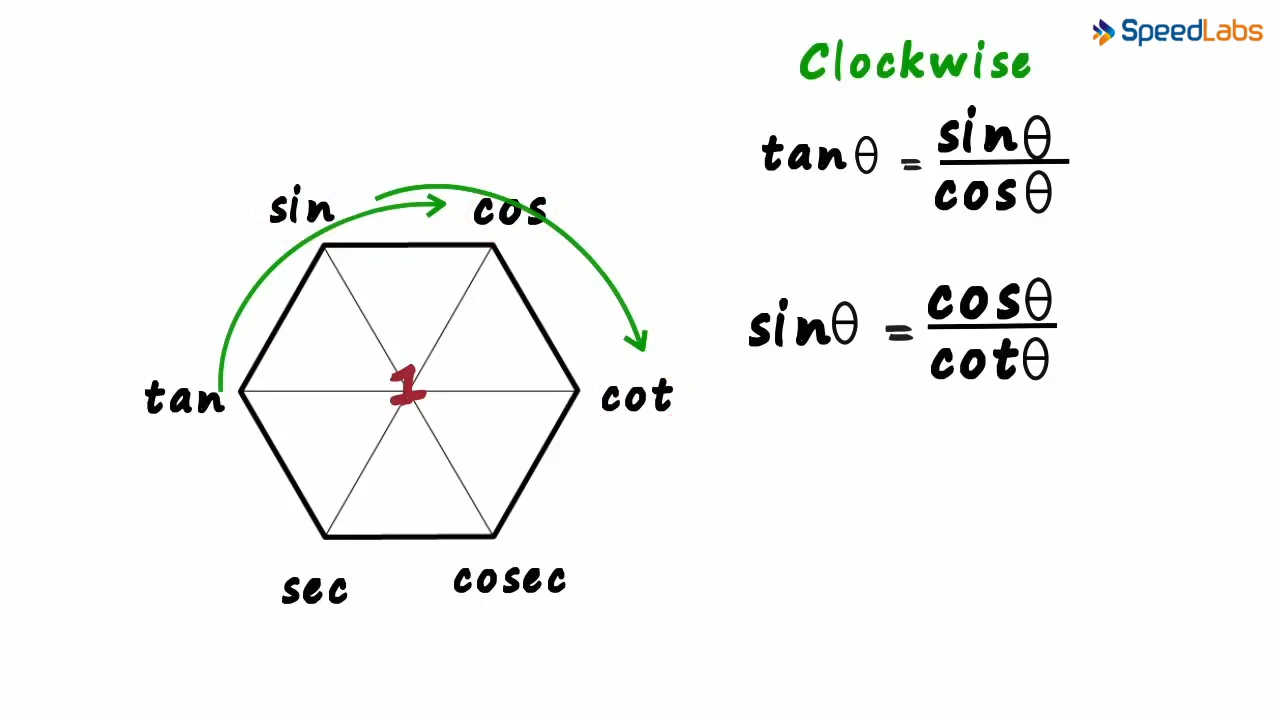 SpeedLabs
Clockwise
tanθ = sinθ
cosθ
sinθ = cosθ
cotθ
sin
cos
tan
1
cot
sec
cosec